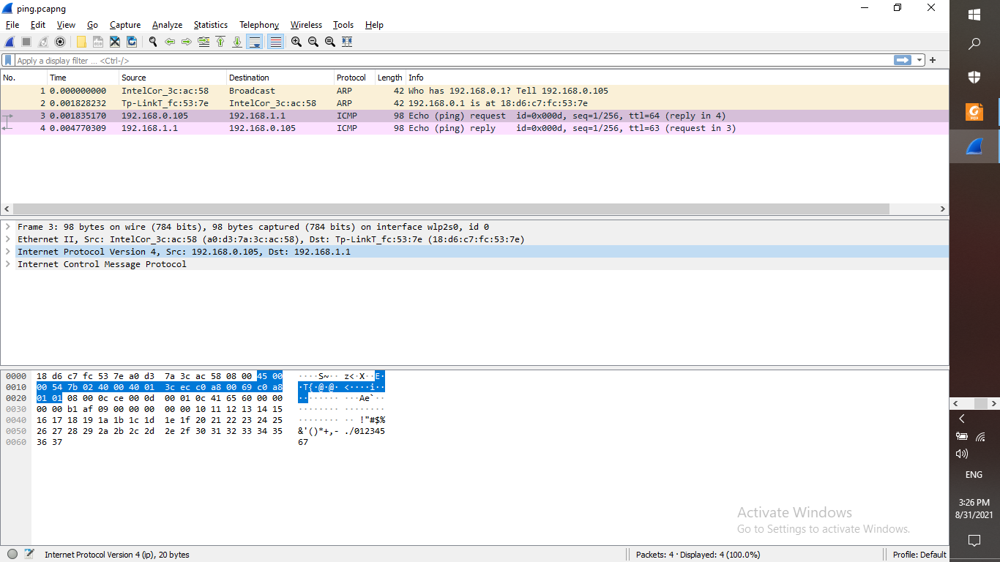 ping.pcapng
File Edit View Go Capture Analyze Statistics Telephony Wireless Tools Help
Apply a display filter ... <Ctrl-/>
No. Time Source Destination Protocol Length Info
1 0.000000000 IntelCor_3c:ac:58 Broadcast ARP 42 Who has 192.168.0.1? Tell 192.168.0.105
2 0.001828232 Tp-LinkT_fc:53:7e IntelCor_3c:ac:58 ARP 42 192.168.0.1 is at 18:d6:c7:fc:53:7e
3 0.001835170 192.168.0.105 192.168.1.1 ICMP 98 Echo (ping) request id=0x000d, seq=1/256, ttl=64 (reply in 4)
4 0.004770309 192.168.1.1 192.168.0.105 ICMP 98 Echo (ping) reply id=0x000d, seq=1/256, ttl=63 (request in 3)
Frame 3: 98 bytes on wire (784 bits), 98 bytes captured (784 bits) on interface wlp2s0, id 0
Ethernet II, Src: IntelCor_3c:ac:58 (a0:d3:7a:3c:ac:58), Dst: Tp-LinkT_fc:53:7e (18:d6:c7:fc:53:7e)
Internet Protocol Version 4, Src: 192.168.0.105, Dst: 192.168.1.1
Internet Control Message Protocol
0000 18 d6 c7 fc 53 7e a0 d3 7a 3c ac 58 08 00 45 00 ····S~·· z<·X··E·
0010 00 54 7b 02 40 00 40 01 3c ec c0 a8 00 69 c0 a8 ·T{·@·@· <····i··
0020 01 01 08 00 0c ce 00 0d 00 01 0c 41 65 60 00 00 ········ ···Ae`··
0030 00 00 b1 af 09 00 00 00 00 00 10 11 12 13 14 15 ········ ········
0040 16 17 18 19 1a 1b 1c 1d 1e 1f 20 21 22 23 24 25 ········ ·· !"#$%
0050 26 27 28 29 2a 2b 2c 2d 2e 2f 30 31 32 33 34 35 &'()*+,- ./012345
0060 36 37 67
Activate Windows
Go to Settings to activate Windows.
Internet Protocol Version 4 (ip), 20 bytes Packets: 4 · Displayed: 4 (100.0%) Profile: Default
PDF
ENG
3:26 PM
8/31/2021